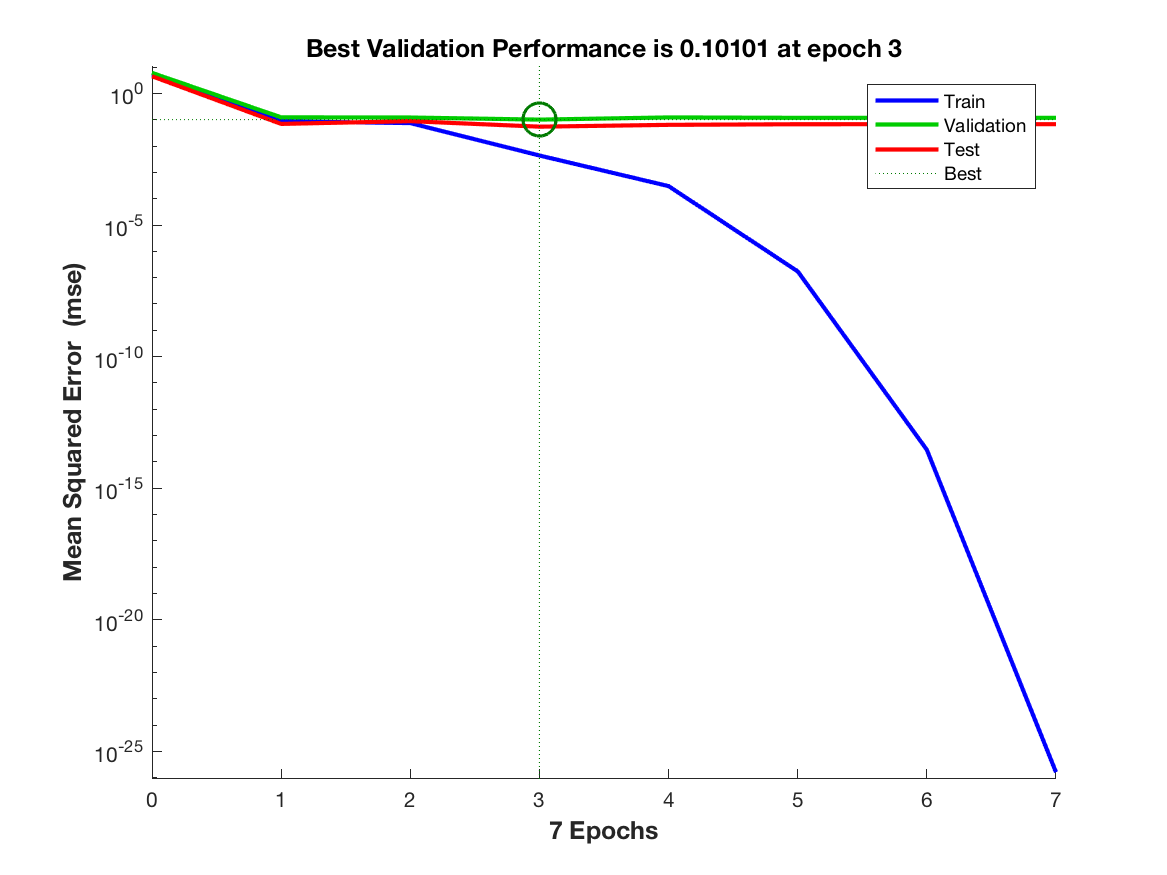 Best Validation Performance is 0.10101 at epoch 3
Mean Squared Error (mse)
10^0
10^-5
10^-10
10^-15
10^-20
10^-25
Train
Validation
Test
Best
0 1 2 3 4 5 6 7
7 Epochs